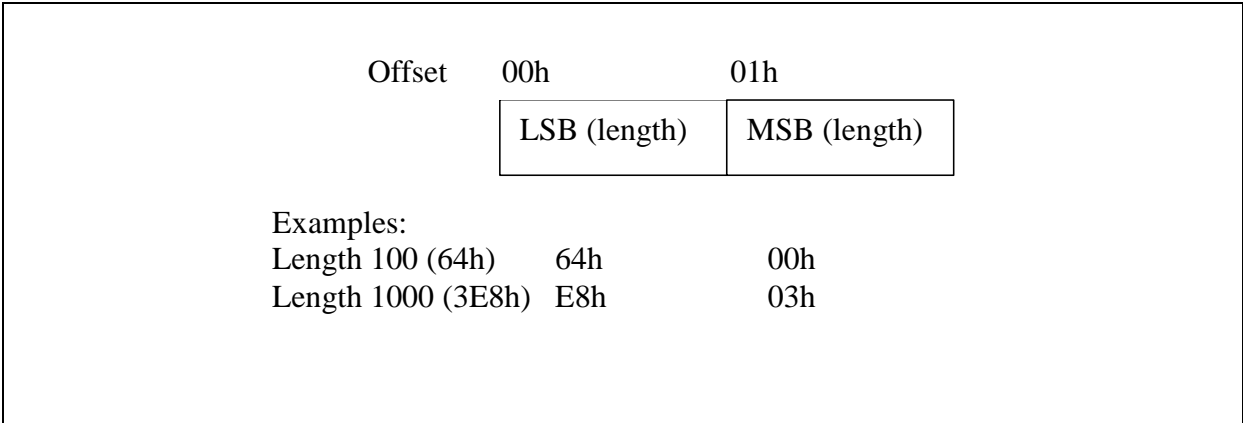 Offset 00h 01h
LSB (length) MSB (length)
Examples:
Length 100 (64h) 64h 00h
Length 1000 (3E8h) E8h 03h